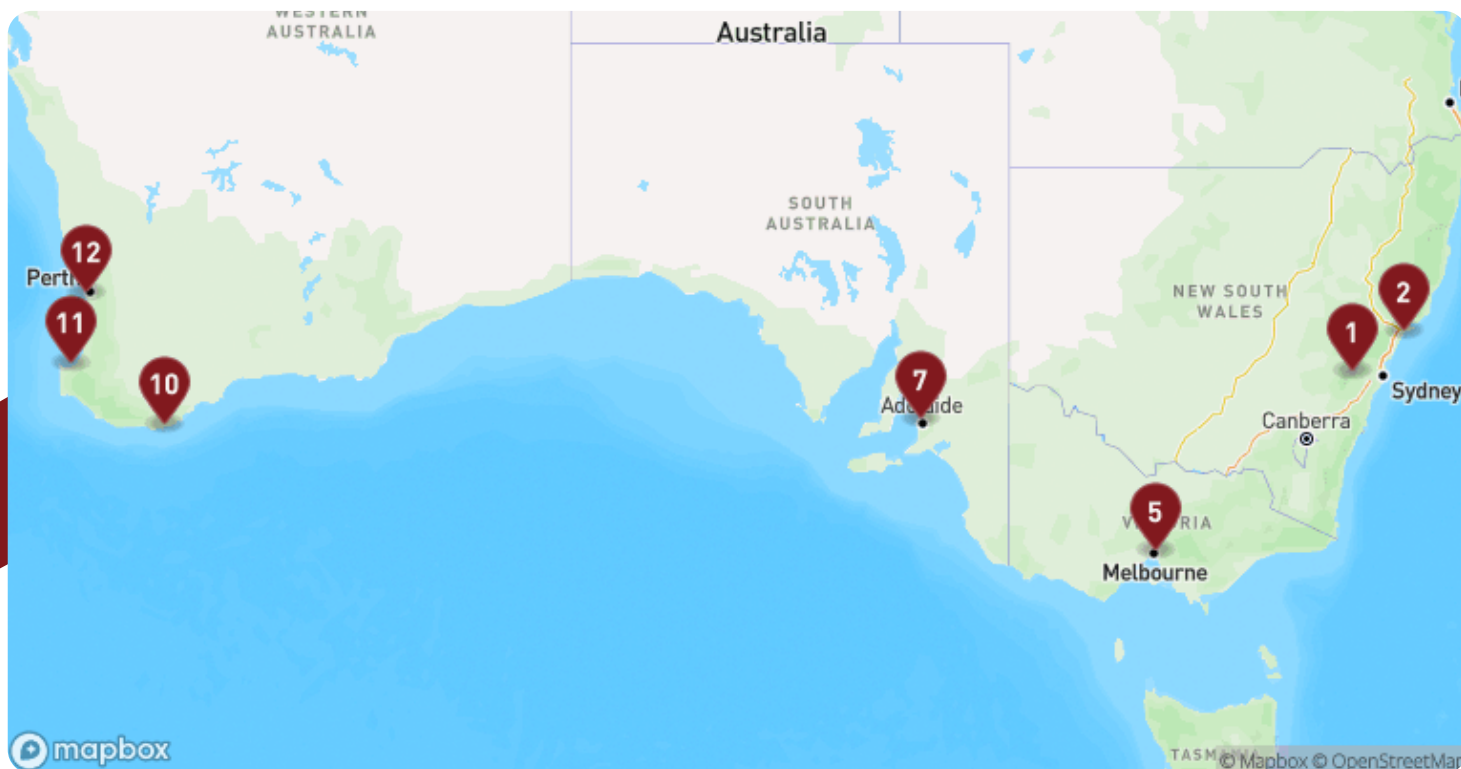 WESTERN
AUSTRALIA
Australia
SOUTH
AUSTRALIA
NEW SOUTH
WALES
12
Perth
11
10
7
Adelaide
2
1
Sydney
Canberra
5
VICTORIA
Melbourne
TASMANIA
mapbox
© Mapbox © OpenStreetMap